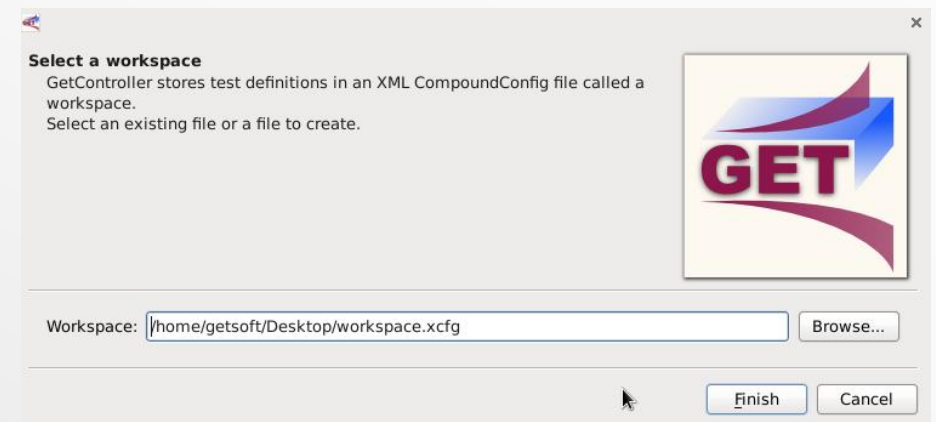 Select a workspace
GetController stores test definitions in an XML CompoundConfig file called a
workspace.
Select an existing file or a file to create.
GET
Workspace: /home/getsoft/Desktop/workspace.xcfg Browse...
Finish Cancel